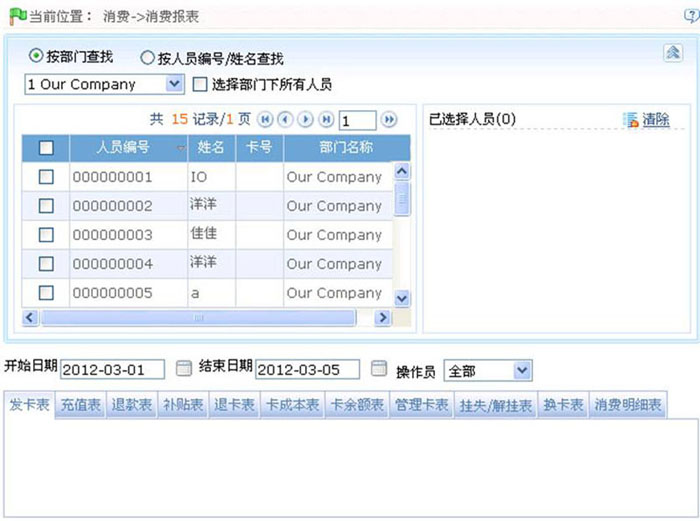 当前位置： 消费->消费报表
按部门查找 按人员编号/姓名查找
1 Our Company 选择部门下所有人员
共 15 记录/1 页 1
已选择人员(0) 清除
人员编号 姓名 卡号 部门名称
000000001 IO Our Company
000000002 洋洋 Our Company
000000003 佳佳 Our Company
000000004 洋洋 Our Company
000000005 a Our Company
开始日期 2012-03-01 结束日期 2012-03-05 操作员 全部
发卡表 充值表 退款表 补贴表 退卡表 卡成本表 卡余额表 管理卡表 挂失/解挂表 换卡表 消费明细表